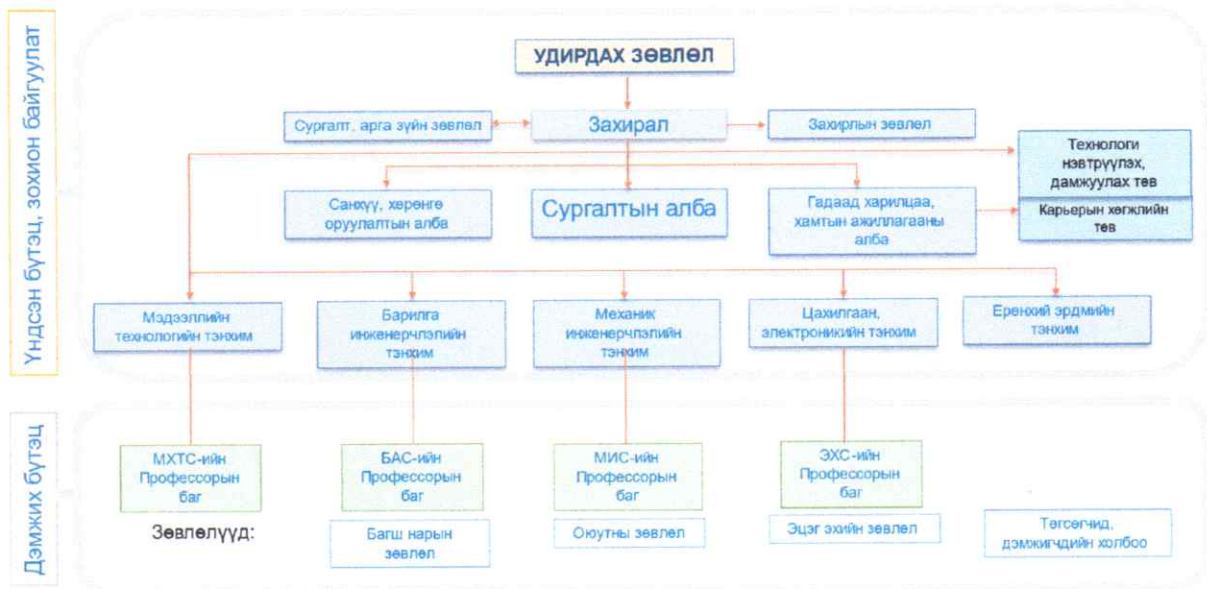 Үндсэн бүтэц, зохион байгуулат
УДИРДАХ ЗӨВЛӨЛ
Сургалт, арга зүйн зөвлөл
Захирал
Захирлын зөвлөл
Технологи
нэвтрүүлэх,
дамжуулах төв
Санхүү, хөрөнгө
оруулалтын алба
Сургалтын алба
Гадаад харилцаа,
хамтын ажиллагааны
алба
Карьерын хөгжлийн
төв
Мэдээллийн
технологийн тэнхим
Барилга
инженерчлэлийн
тэнхим
Механик
инженерчлэлийн
тэнхим
Цахилгаан,
электроникийн тэнхим
Ерөнхий эрдмийн
тэнхим
Дэмжих бүтэц
МХТС-ийн
Профессорын
баг
БАС-ийн
Профессорын
баг
МИС-ийн
Профессорын
баг
ЭХС-ийн
Профессорын
баг
Зөвлөлүүд:
Багш нарын
зөвлөл
Оюутны зөвлөл
Эцэг эхийн зөвлөл
Төгсөгчид,
дэмжигчдийн холбоо